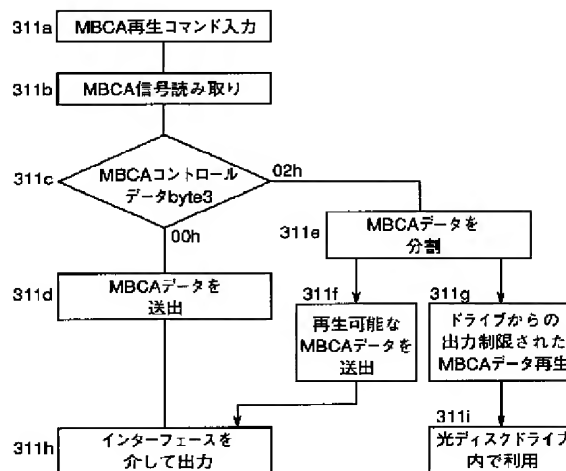 311a
MBCA再生コマンド入力
311b
MBCA信号読み取り
311c
MBCAコントロール
データbyte3
02h
00h
311e
MBCAデータを
分割
311d
MBCAデータを
送出
311f
再生可能な
MBCAデータを
送出
311g
ドライブからの
出力制限された
MBCAデータ再生
311h
インターフェースを
介して出力
311i
光ディスクドライブ
内で利用